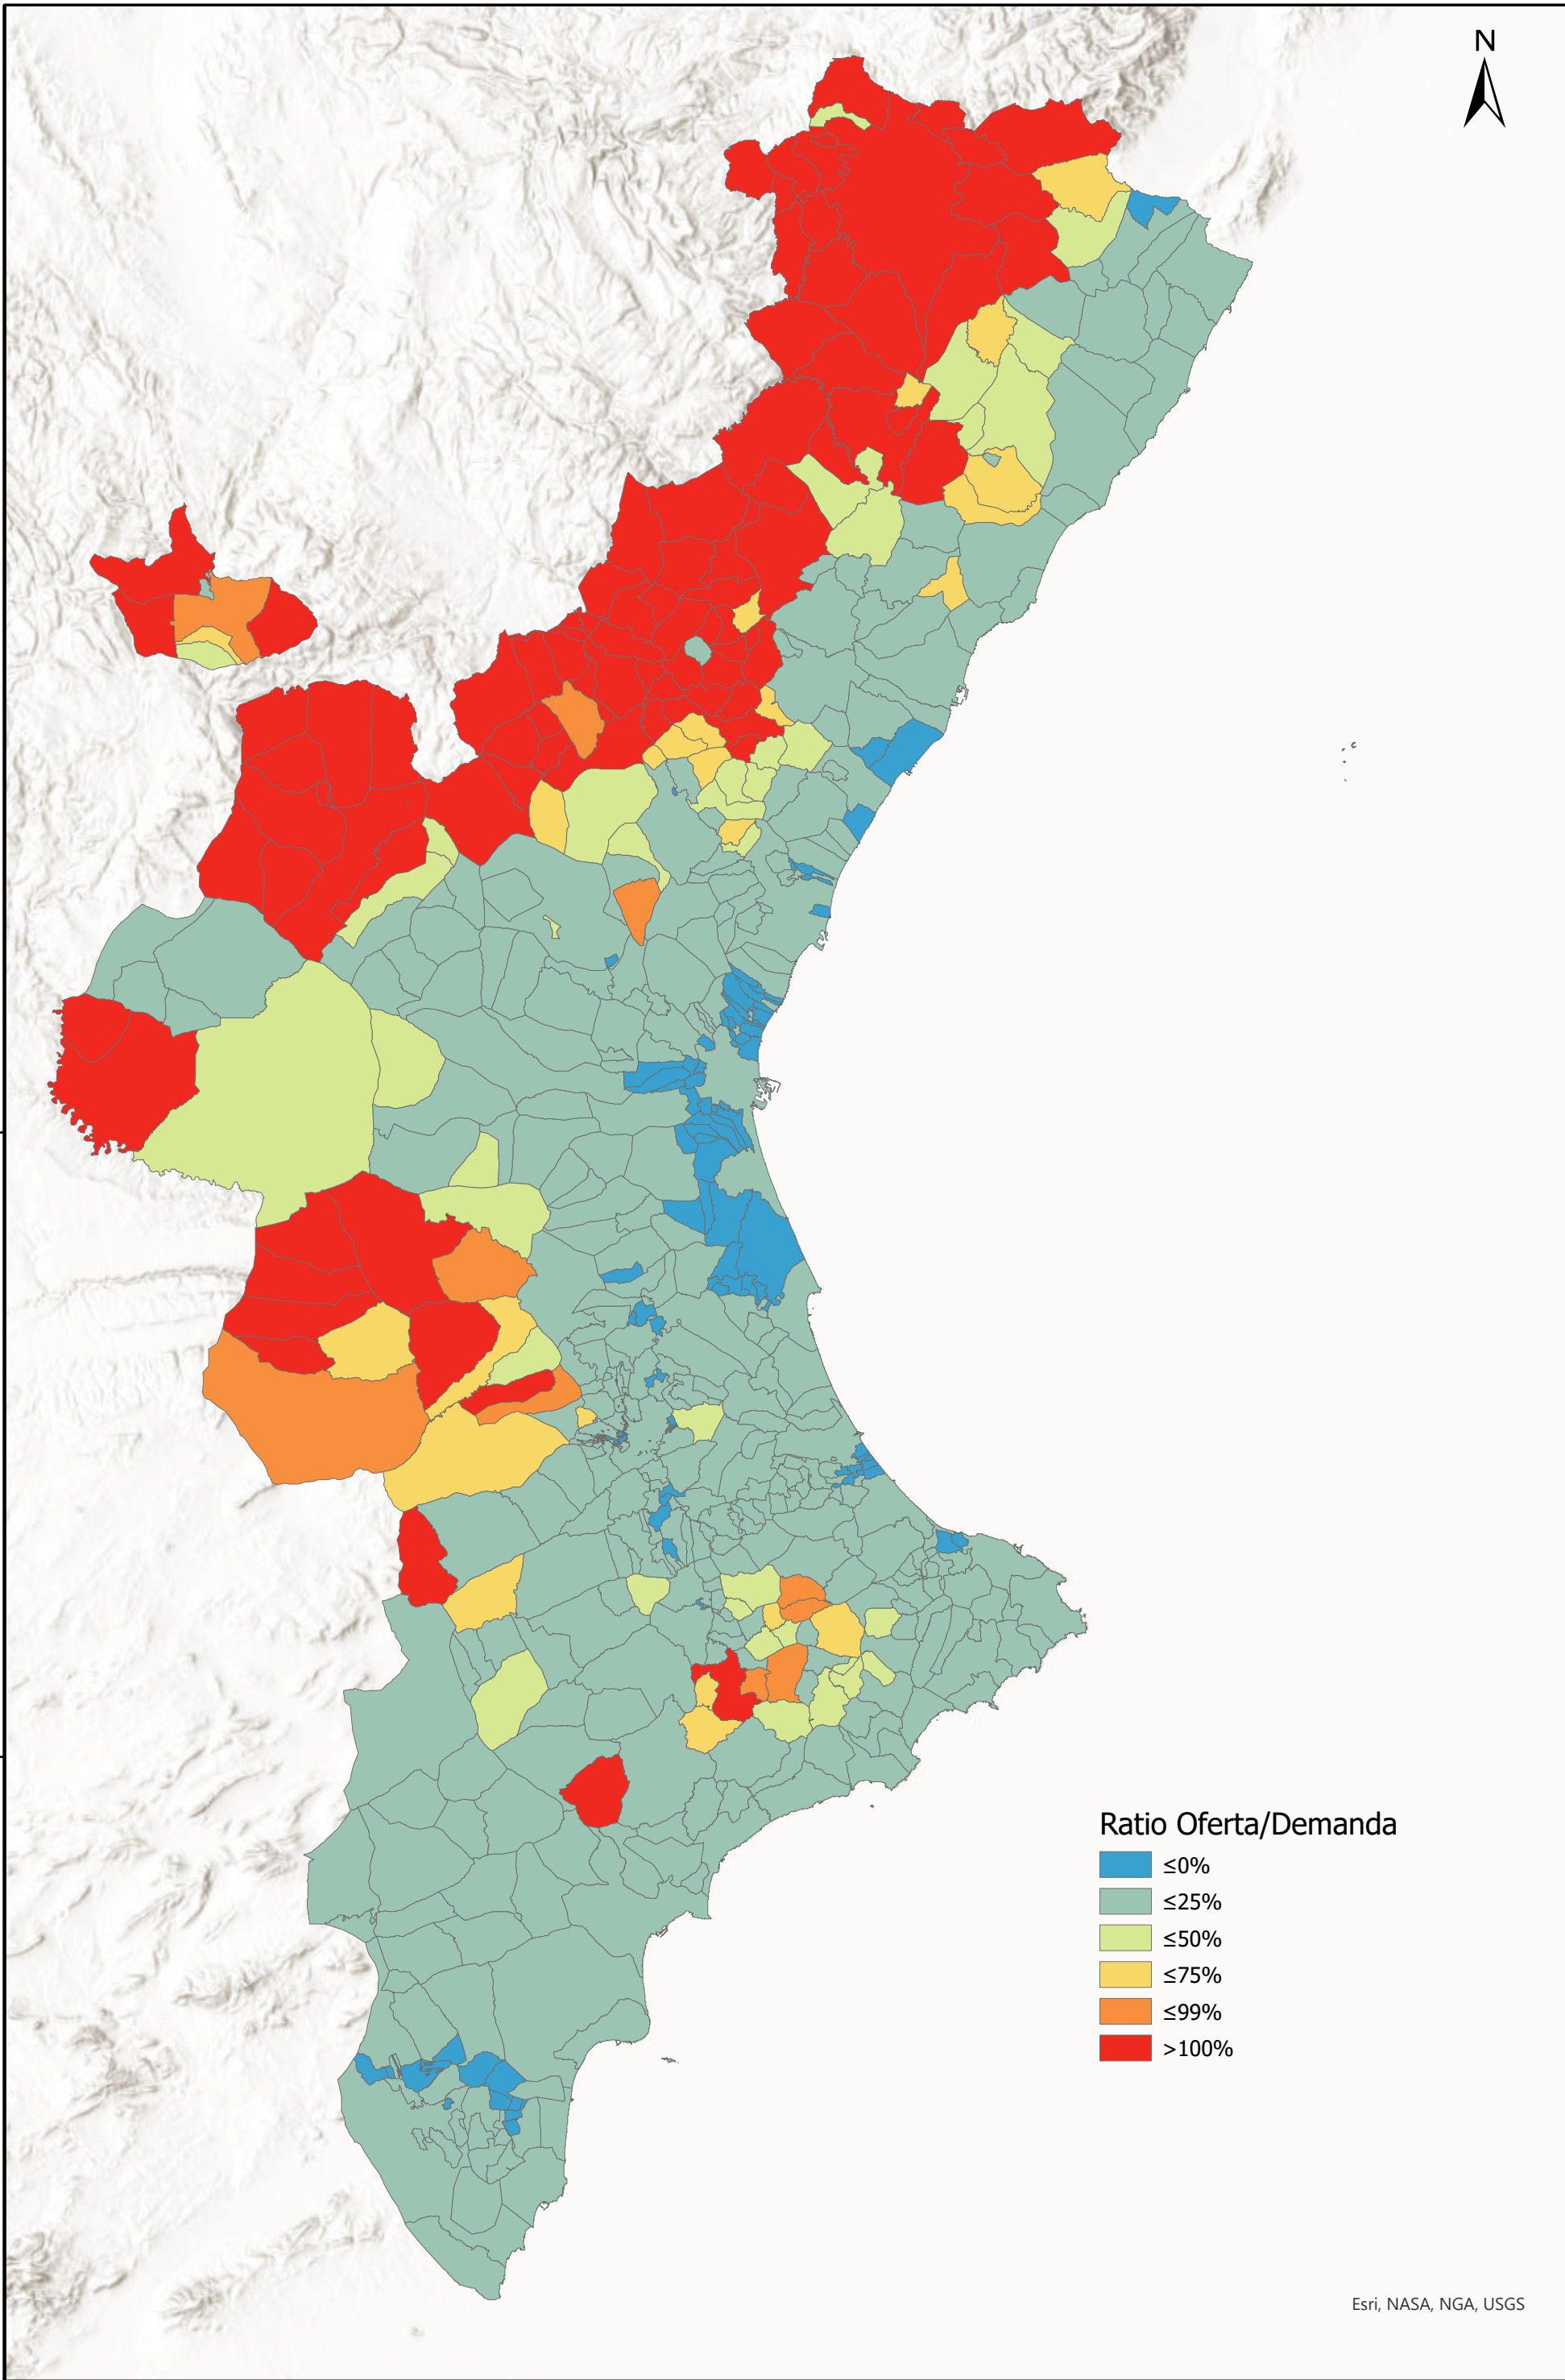 N
Ratio Oferta/Demanda
≤0%
≤25%
≤50%
≤75%
≤99%
>100%
Esri, NASA, NGA, USGS